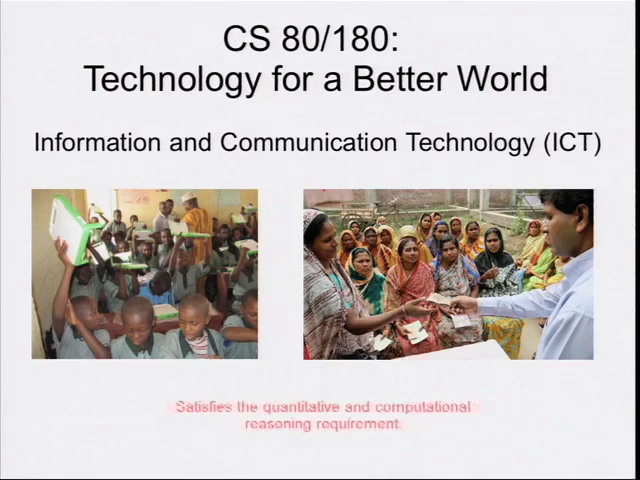 CS 80/180:
Technology for a Better World
Information and Communication Technology (ICT)
Satisfies the quantitative and computational
reasoning requirement.